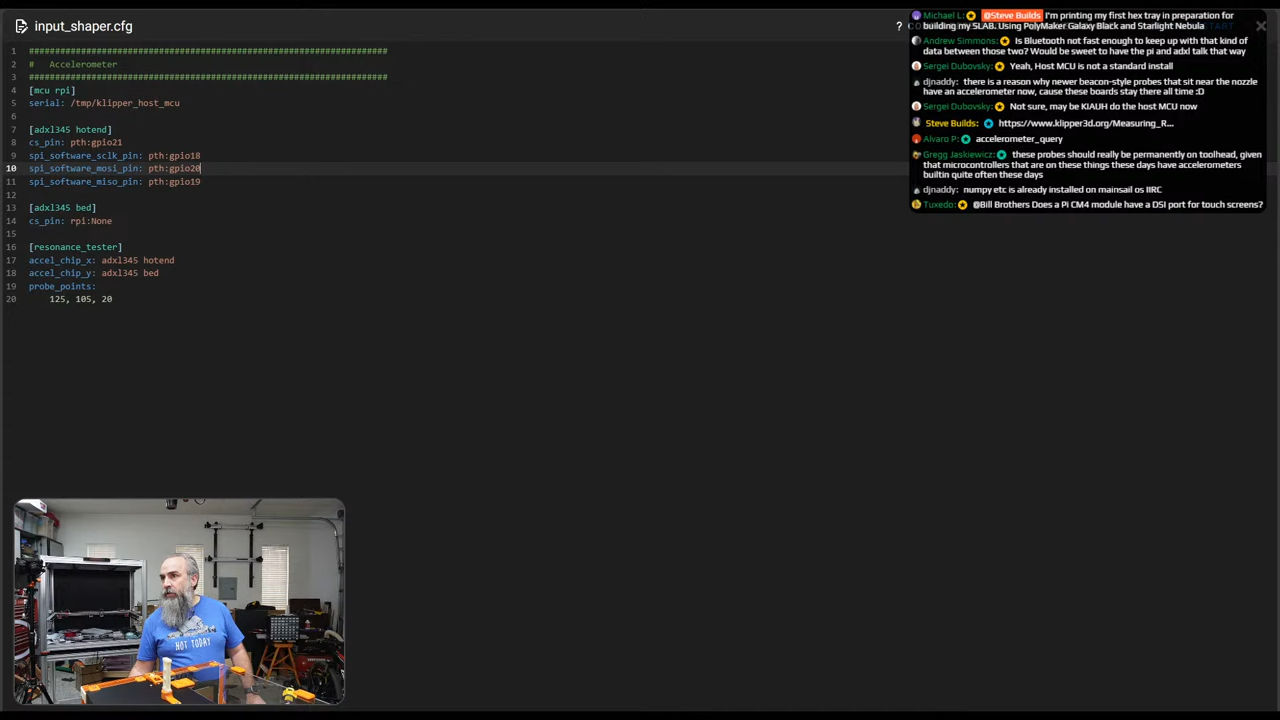 input_shaper.cfg
?
1 ####################################################################
2 # Accelerometer
3 ####################################################################
4 [mcu rpi]
5 serial: /tmp/klipper_host_mcu
6
7 [adxl345 hotend]
8 cs_pin: pth:gpio21
9 spi_software_sclk_pin: pth:gpio18
10 spi_software_mosi_pin: pth:gpio20
11 spi_software_miso_pin: pth:gpio19
12
13 [adxl345 bed]
14 cs_pin: rpi:None
15
16 [resonance_tester]
17 accel_chip_x: adxl345 hotend
18 accel_chip_y: adxl345 bed
19 probe_points:
20 125, 105, 20
Michael L: @Steve Builds I'm printing my first hex tray in preparation for
building my SLAB. Using PolyMaker Galaxy Black and Starlight Nebula
Andrew Simmons: Is Bluetooth not fast enough to keep up with that kind of
data between those two? Would be sweet to have the pi and adxl talk that way
Sergei Dubovsky: Yeah, Host MCU is not a standard install
djnaddy: there is a reason why newer beacon-style probes that sit near the nozzle
have an accelerometer now, cause these boards stay there all time :D
Sergei Dubovsky: Not sure, may be KIAUH do the host MCU now
Steve Builds: https://www.klipper3d.org/Measuring_R...
Alvaro P: accelerometer_query
Gregg Jaskiewicz: these probes should really be permanently on toolhead, given
that microcontrollers that are on these things these days have accelerometers
builtin quite often these days
djnaddy: numpy etc is already installed on mainsail os IIRC
Tuxedo: @Bill Brothers Does a Pi CM4 module have a DSI port for touch screens?
NOT TODAY